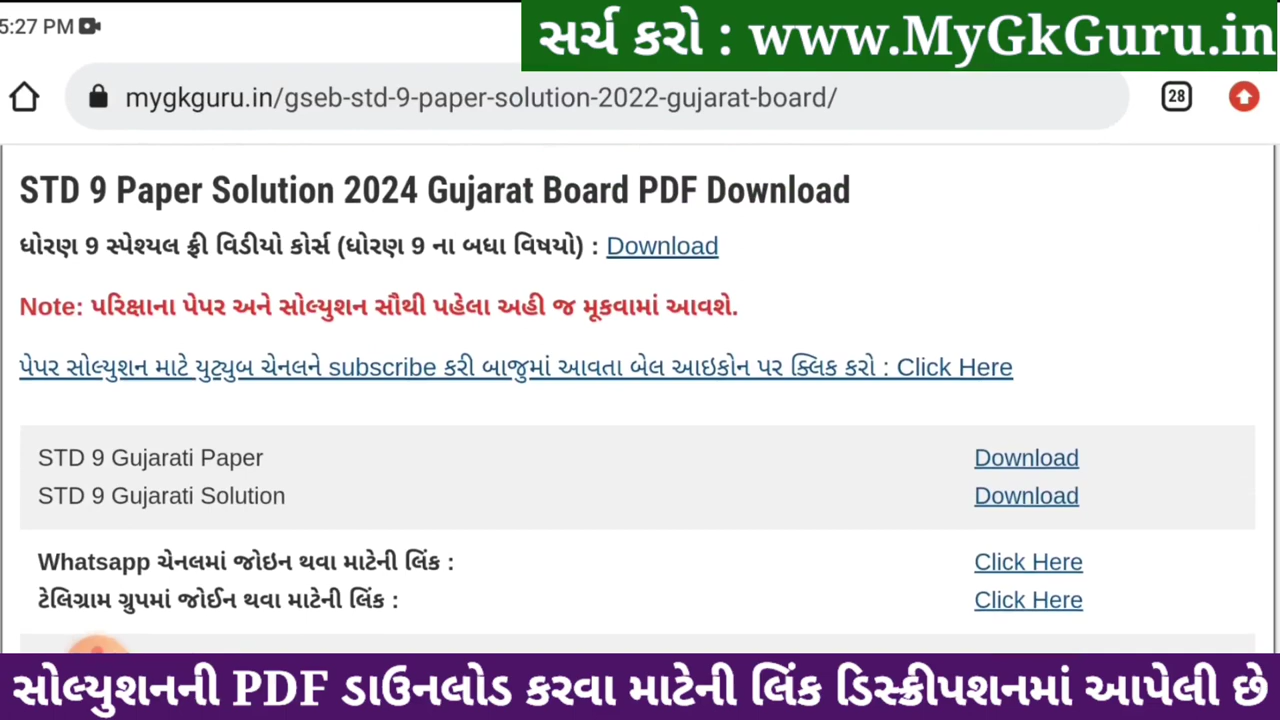 5:27 PM
સર્ચ કરો : www.MyGkGuru.in
mygkguru.in/gseb-std-9-paper-solution-2022-gujarat-board/
28
STD 9 Paper Solution 2024 Gujarat Board PDF Download
ધોરણ 9 સ્પેશ્યલ ફ્રી વિડીયો કોર્સ (ધોરણ 9 ના બધા વિષયો) : Download
Note: પરિક્ષાના પેપર અને સોલ્યુશન સૌથી પહેલા અહી જ મૂકવામાં આવશે.
પેપર સોલ્યુશન માટે યુટ્યુબ ચેનલને subscribe કરી બાજુમાં આવતા બેલ આઇકોન પર ક્લિક કરો : Click Here
STD 9 Gujarati Paper Download
STD 9 Gujarati Solution Download
Whatsapp ચેનલમાં જોઇન થવા માટેની લિંક : Click Here
ટેલિગ્રામ ગ્રુપમાં જોઈન થવા માટેની લિંક : Click Here
સોલ્યુશનની PDF ડાઉનલોડ કરવા માટેની લિંક ડિસ્ક્રીપશનમાં આપેલી છે